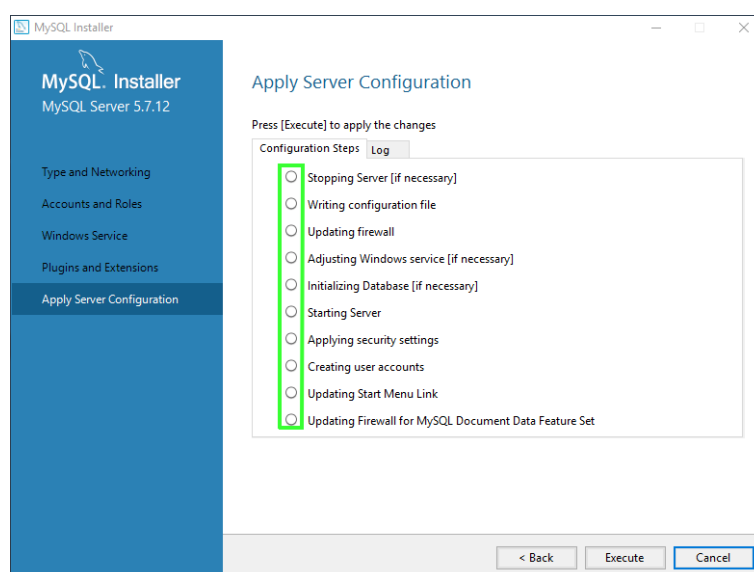 MySQL Installer
MySQL. Installer
MySQL Server 5.7.12
Type and Networking
Accounts and Roles
Windows Service
Plugins and Extensions
Apply Server Configuration
Apply Server Configuration
Press [Execute] to apply the changes
Configuration Steps Log
Stopping Server [if necessary]
Writing configuration file
Updating firewall
Adjusting Windows service [if necessary]
Initializing Database [if necessary]
Starting Server
Applying security settings
Creating user accounts
Updating Start Menu Link
Updating Firewall for MySQL Document Data Feature Set
< Back Execute Cancel